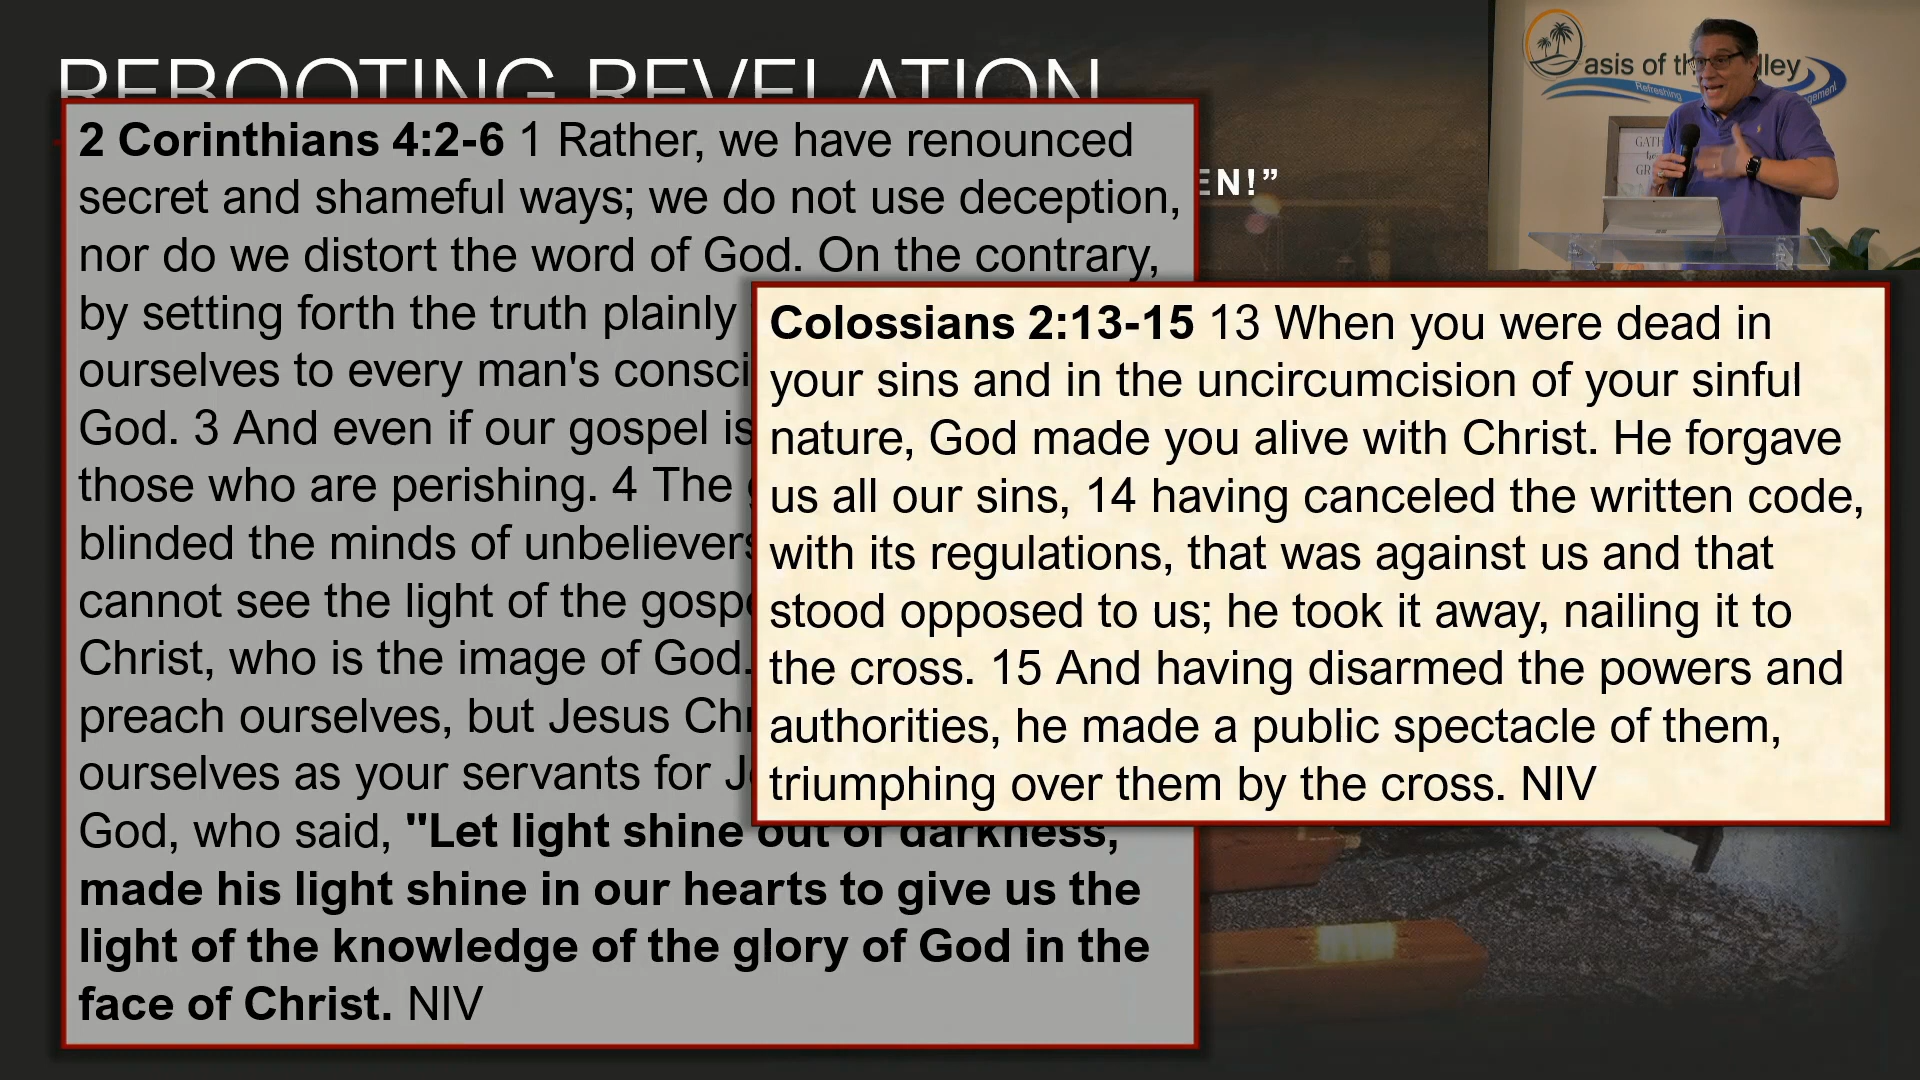 REBOOTING REVELATION
EN!”
2 Corinthians 4:2-6 1 Rather, we have renounced
secret and shameful ways; we do not use deception,
nor do we distort the word of God. On the contrary,
by setting forth the truth plainly
ourselves to every man's consci
God. 3 And even if our gospel is
those who are perishing. 4 The
blinded the minds of unbelievers
cannot see the light of the gospe
Christ, who is the image of God.
preach ourselves, but Jesus Chr
ourselves as your servants for Je
God, who said, "Let light shine out of darkness,
made his light shine in our hearts to give us the
light of the knowledge of the glory of God in the
face of Christ. NIV
Colossians 2:13-15 13 When you were dead in
your sins and in the uncircumcision of your sinful
nature, God made you alive with Christ. He forgave
us all our sins, 14 having canceled the written code,
with its regulations, that was against us and that
stood opposed to us; he took it away, nailing it to
the cross. 15 And having disarmed the powers and
authorities, he made a public spectacle of them,
triumphing over them by the cross. NIV
asis of th lley
Refreshing
gement
GATH
GR